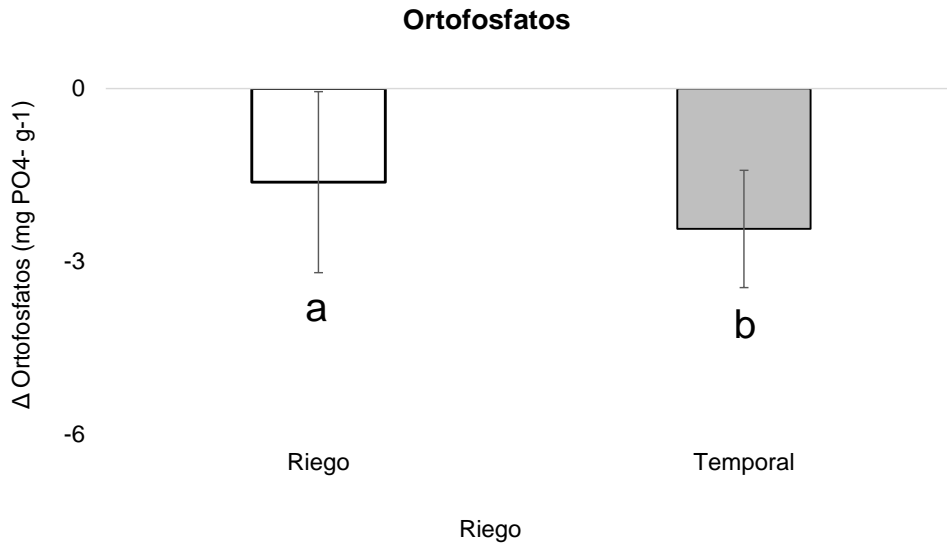 Ortofosfatos
Δ Ortofosfatos (mg PO4- g-1)
0
-3
-6
a
b
Riego
Temporal
Riego